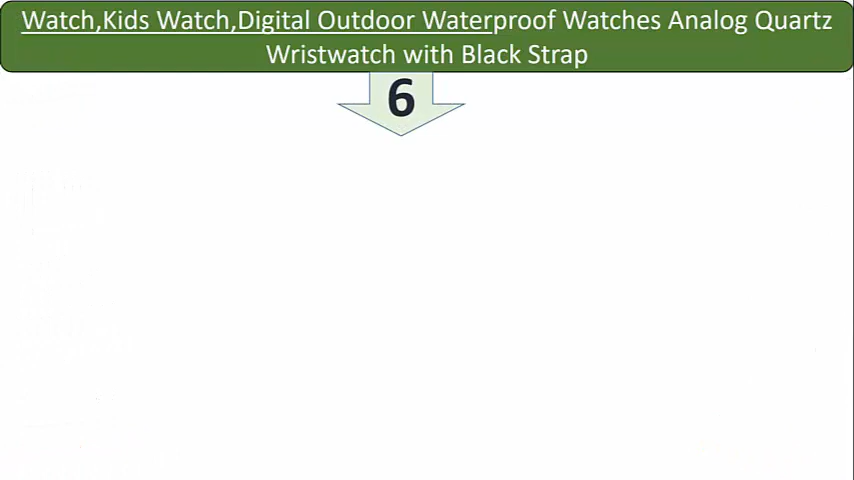 Watch,Kids Watch,Digital Outdoor Waterproof Watches Analog Quartz
Wristwatch with Black Strap
6